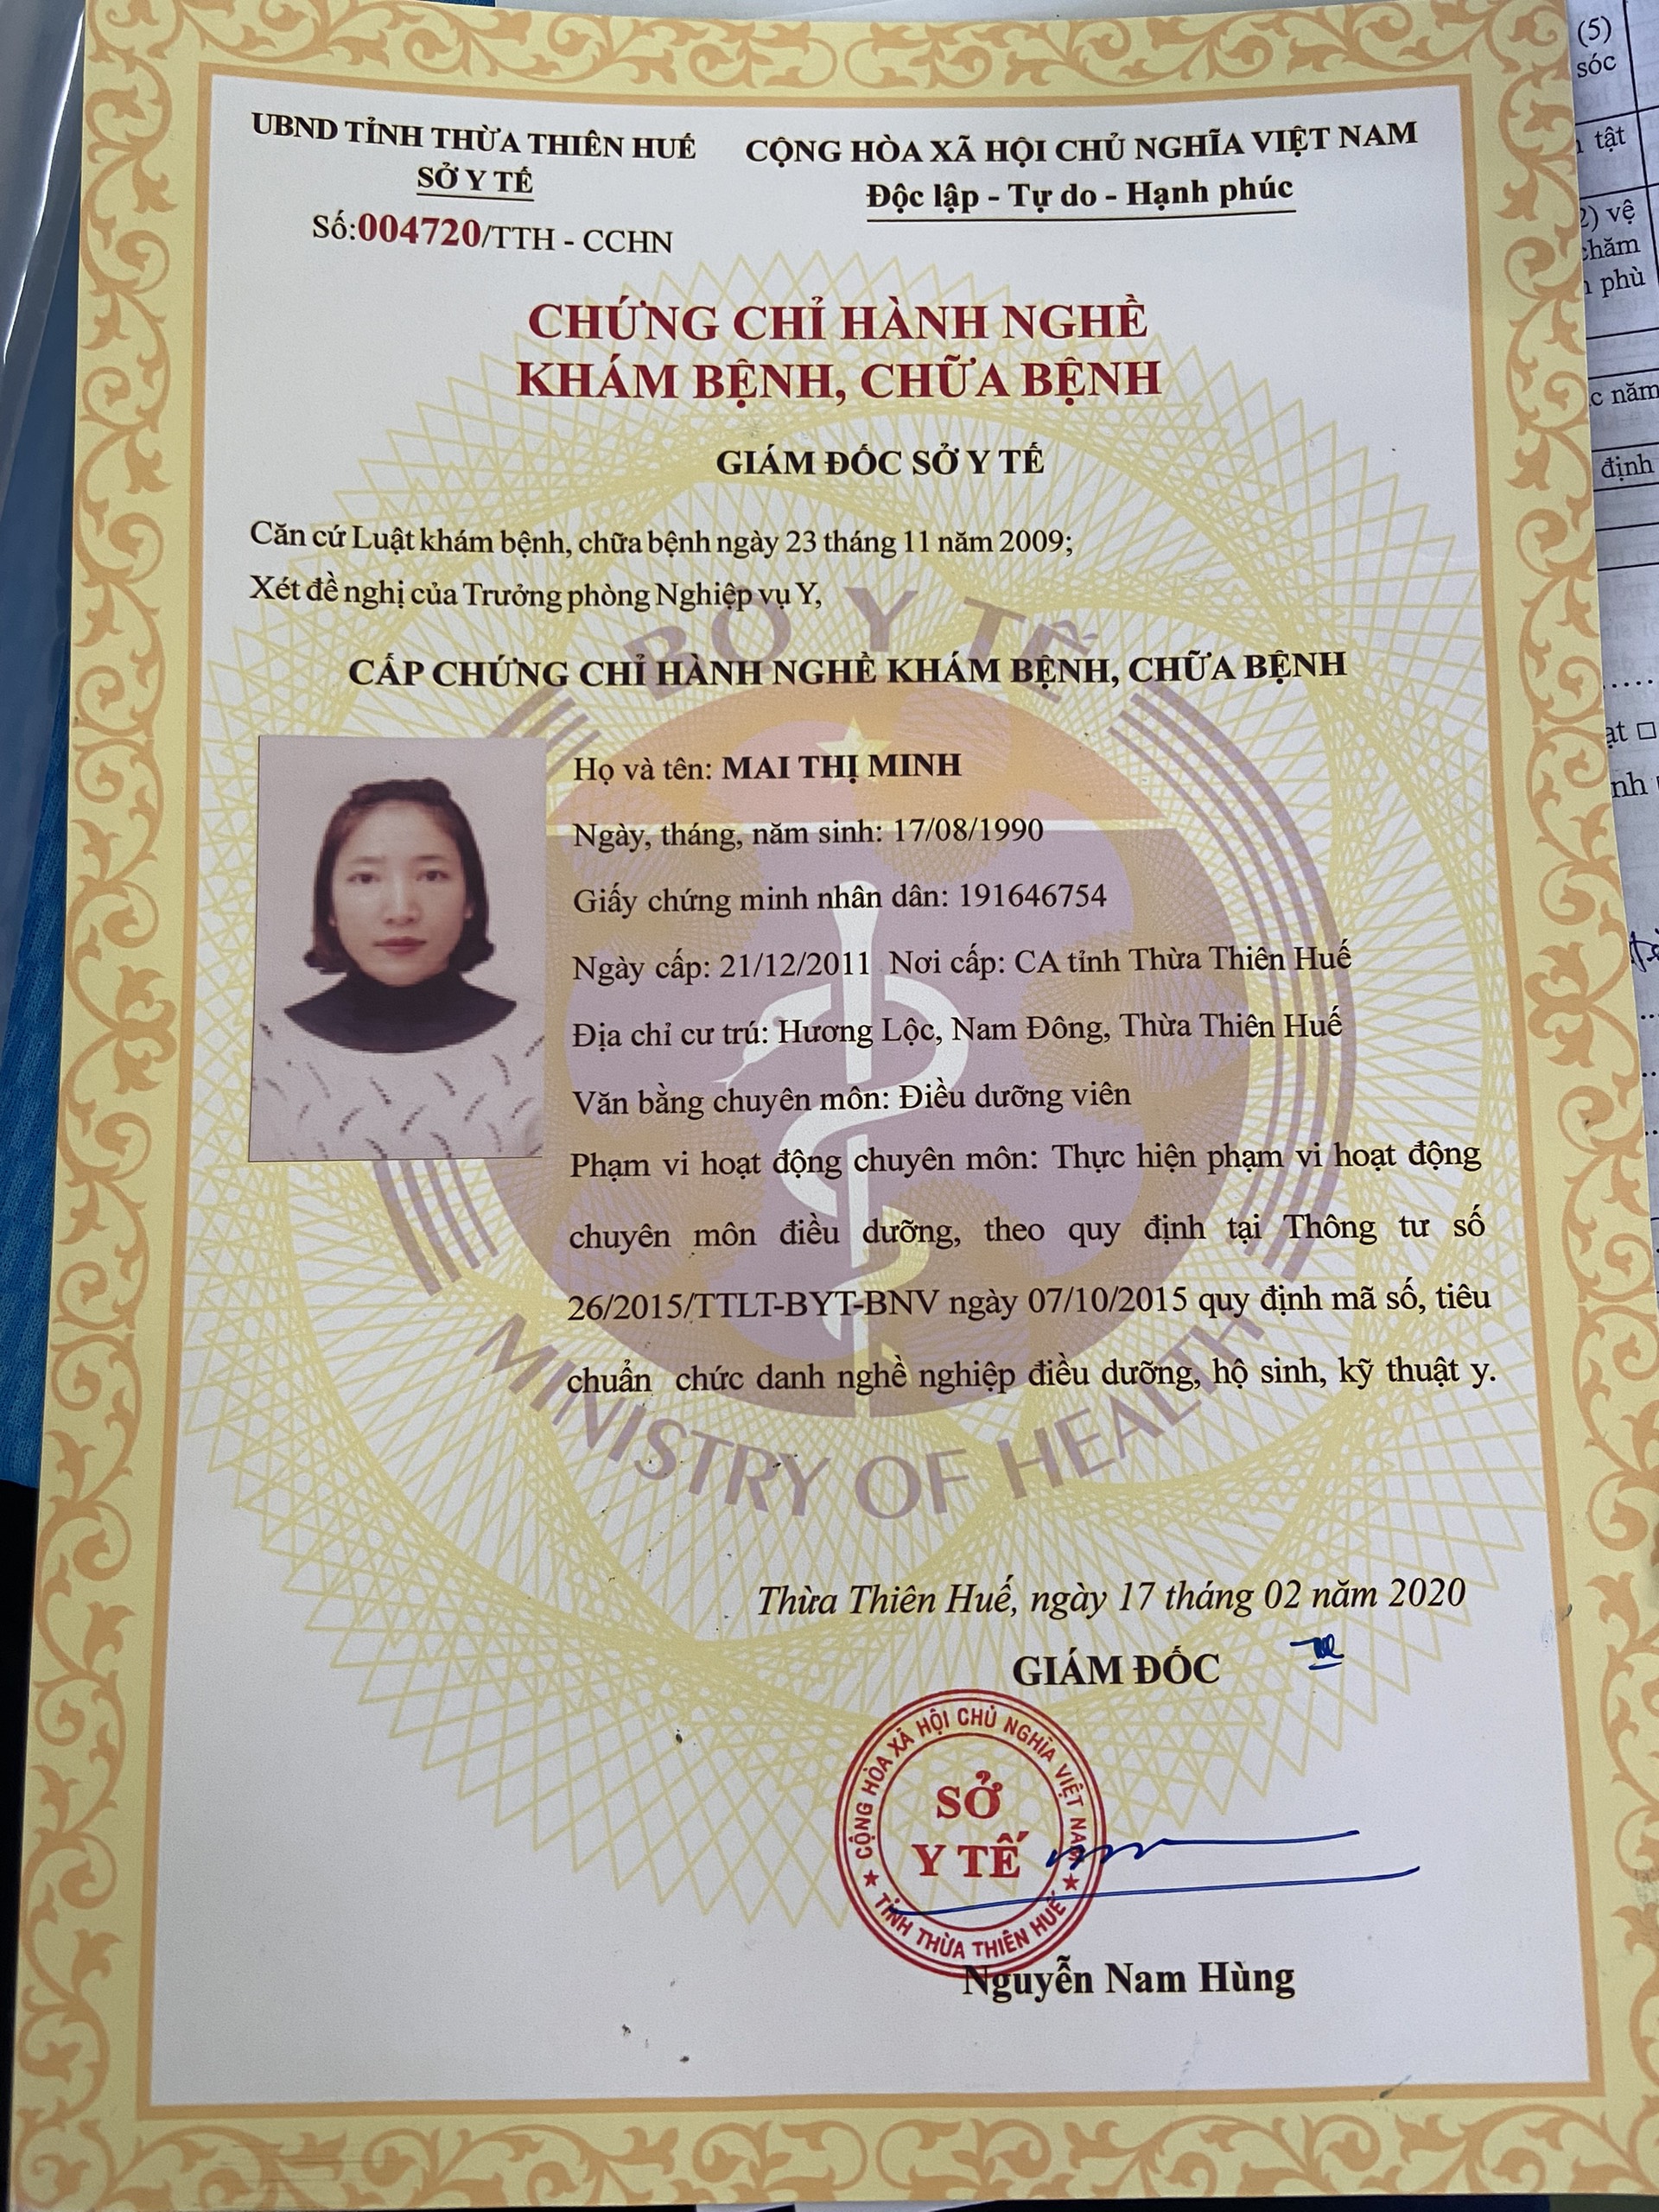 UBND TỈNH THỪA THIÊN HUẾ
SỞ Y TẾ
Số:004720/TTH - CCHN
CỘNG HÒA XÃ HỘI CHỦ NGHĨA VIỆT NAM
Độc lập - Tự do - Hạnh phúc
CHỨNG CHỈ HÀNH NGHỀ
KHÁM BỆNH, CHỮA BỆNH
GIÁM ĐỐC SỞ Y TẾ
Căn cứ Luật khám bệnh, chữa bệnh ngày 23 tháng 11 năm 2009;
Xét đề nghị của Trưởng phòng Nghiệp vụ Y,
BỘ Y TẾ
CẤP CHỨNG CHỈ HÀNH NGHỀ KHÁM BỆNH, CHỮA BỆNH
Họ và tên: MAI THỊ MINH
Ngày, tháng, năm sinh: 17/08/1990
Giấy chứng minh nhân dân: 191646754
Ngày cấp: 21/12/2011 Nơi cấp: CA tỉnh Thừa Thiên Huế
Địa chỉ cư trú: Hương Lộc, Nam Đông, Thừa Thiên Huế
Văn bằng chuyên môn: Điều dưỡng viên
Phạm vi hoạt động chuyên môn: Thực hiện phạm vi hoạt động
chuyên môn điều dưỡng, theo quy định tại Thông tư số
26/2015/TTLT-BYT-BNV ngày 07/10/2015 quy định mã số, tiêu
chuẩn chức danh nghề nghiệp điều dưỡng, hộ sinh, kỹ thuật y.
MINISTRY OF HEALTH
Thừa Thiên Huế, ngày 17 tháng 02 năm 2020
GIÁM ĐỐC
CỘNG HÒA XÃ HỘI CHỦ NGHĨA VIỆT NAM
SỞ
Y TẾ
TỈNH THỪA THIÊN HUẾ
Nguyễn Nam Hùng
(5)
sóc
tật
2) vệ
chăm
phù
năm
định